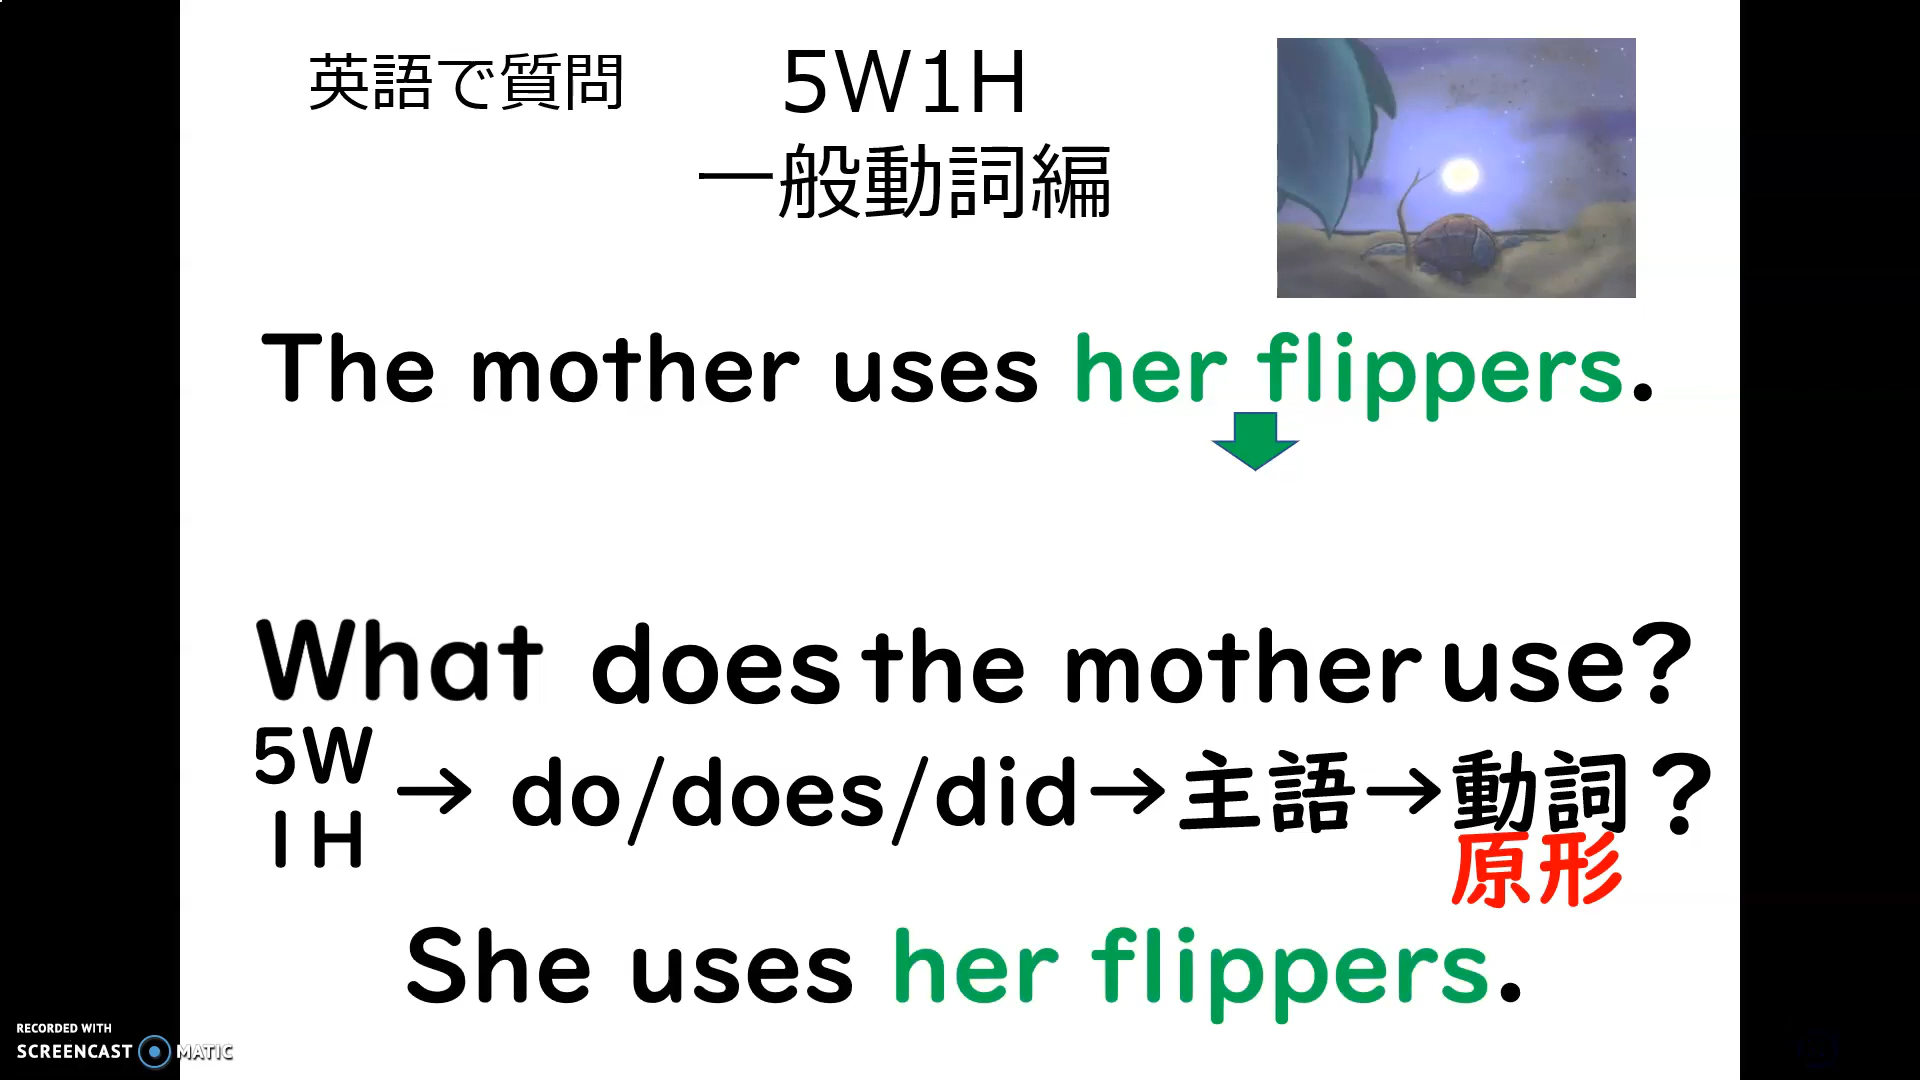 英語で質問
5W1H
一般動詞編
The mother uses her flippers.
What does the mother use?
5W
1H
→ do/does/did→主語→動詞?
原形
She uses her flippers.
RECORDED WITH
SCREENCAST MATIC